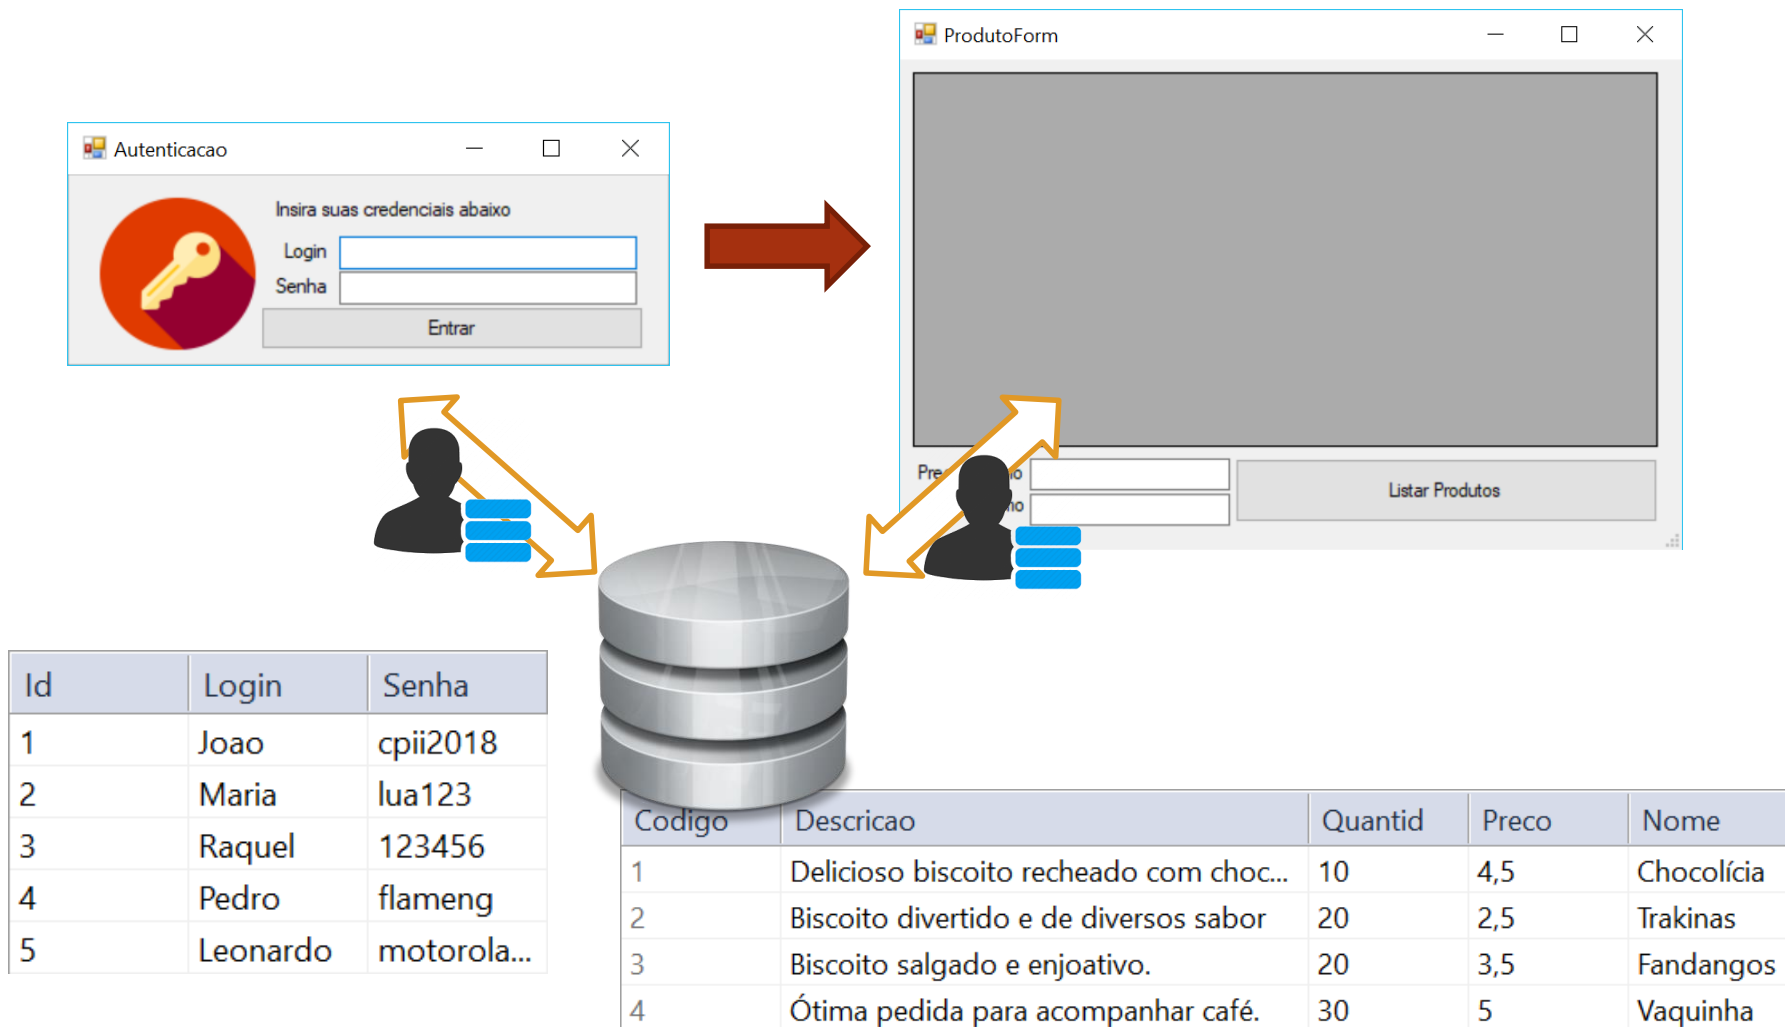 ProdutoForm
Autenticacao
Insira suas credenciais abaixo
Login
Senha
Entrar
Listar Produtos
Id Login Senha
1 Joao cpii2018
2 Maria lua123
3 Raquel 123456
4 Pedro flameng
5 Leonardo motorola...
Codigo Descricao Quantid Preco Nome
1 Delicioso biscoito recheado com choc... 10 4,5 Chocolícia
2 Biscoito divertido e de diversos sabor 20 2,5 Trakinas
3 Biscoito salgado e enjoativo. 20 3,5 Fandangos
4 Ótima pedida para acompanhar café. 30 5 Vaquinha